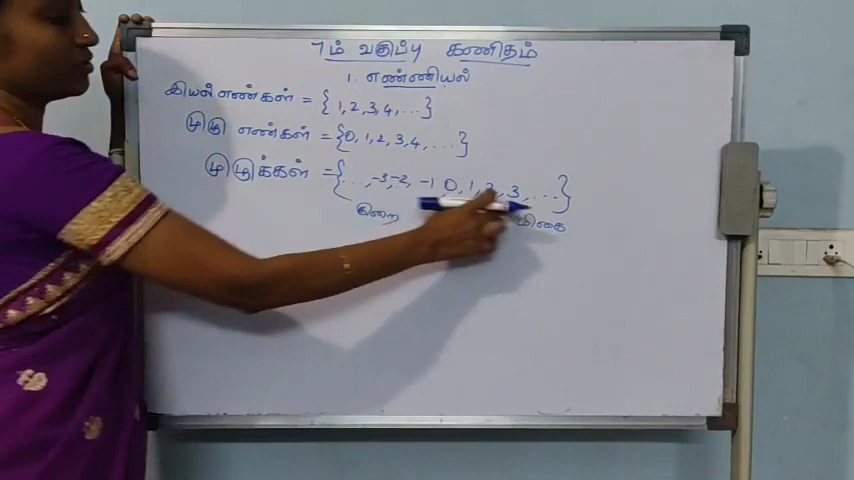 7ம் வகுப்பு கணிதம்
1. எண்ணியல்
இயல் எண்கள் = { 1, 2, 3, 4, ... }
முழு எண்கள் = { 0, 1, 2, 3, 4, .... }
முழுக்கள் = { ..., -3, -2, -1, 0, 1, 2, 3, ... }
குறை மிகை